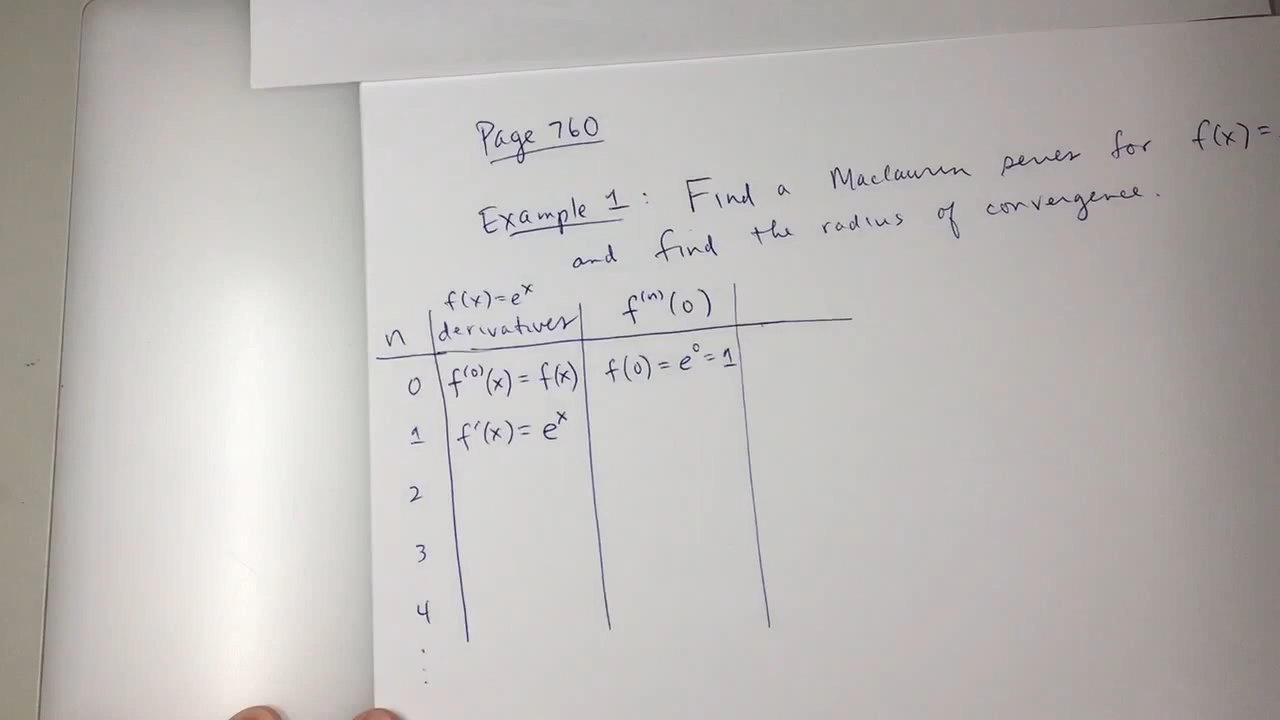 Page 760
Example 1: Find a Maclaurin series for f(x)=
and find the radius of convergence.
f(x)=e^x
n derivatives f^(n)(0)
0 f^(0)(x) = f(x) f(0) = e^0 = 1
1 f'(x) = e^x
2
3
4
⋮